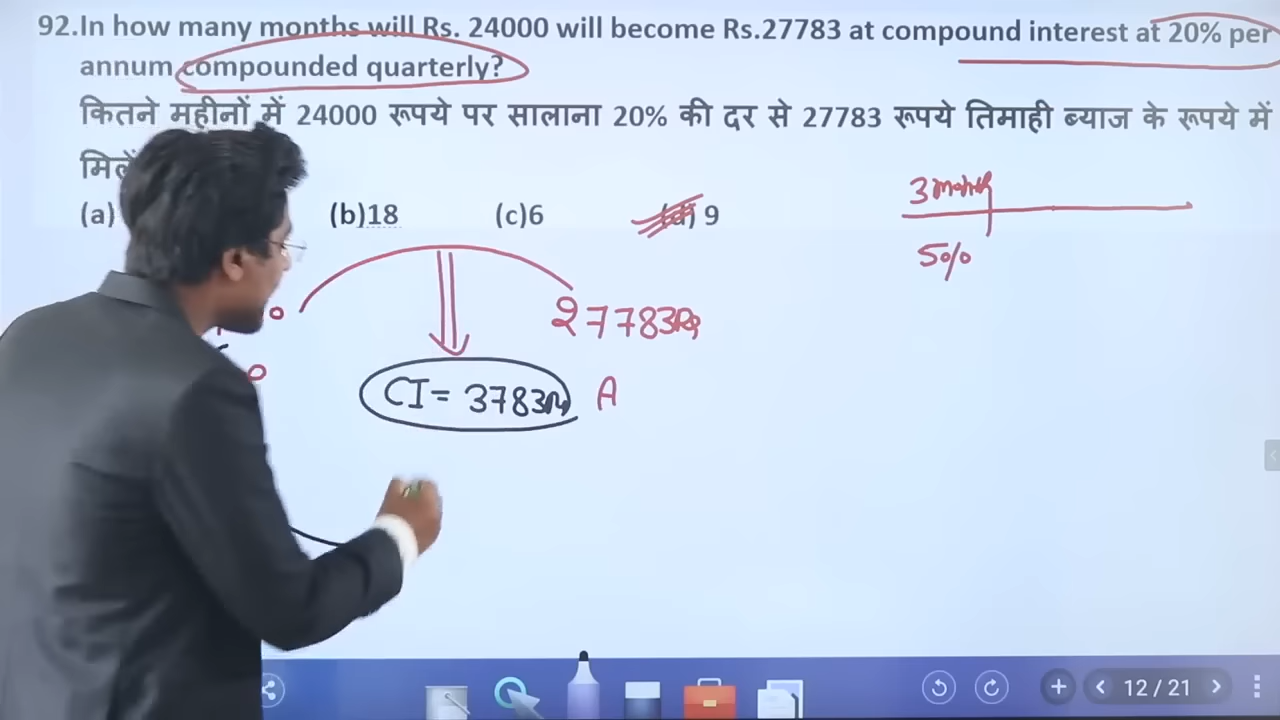 92.In how many months will Rs. 24000 will become Rs.27783 at compound interest at 20% per
annum compounded quarterly?
कितने महीनों में 24000 रूपये पर सालाना 20% की दर से 27783 रूपये तिमाही ब्याज के रूपये में
(a) (b)18 (c)6 (d) 9
3 month
5%
27783Rs
CI= 3783Rs A
12 / 21